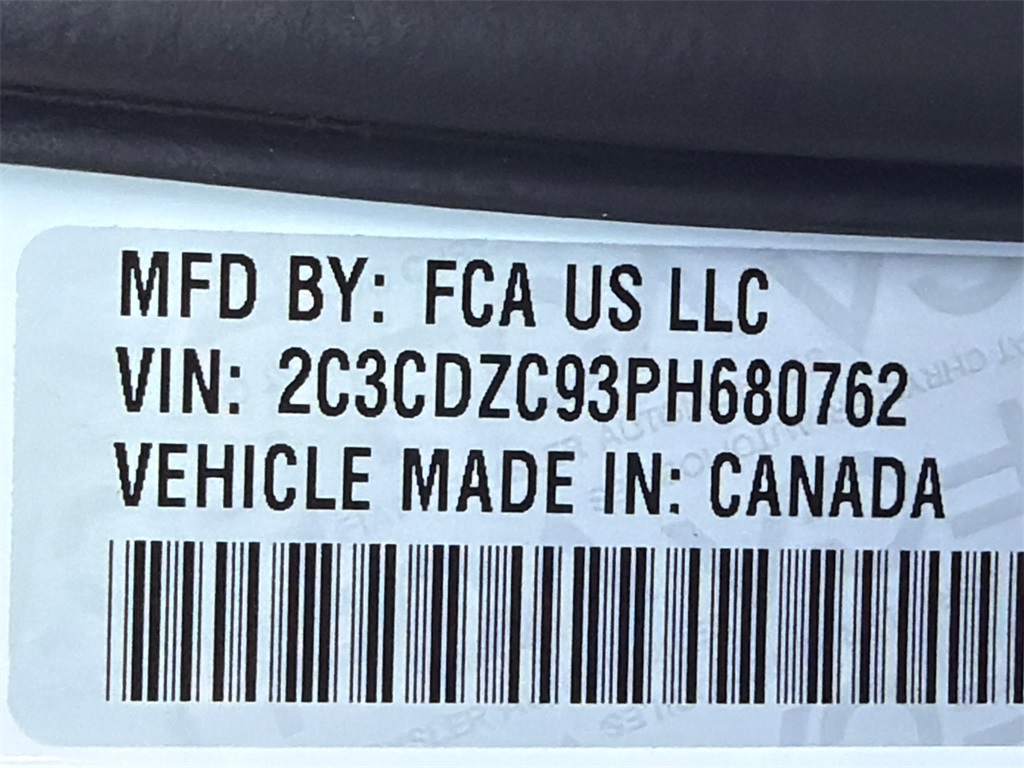 MFD BY: FCA US LLC
VIN: 2C3CDZC93PH680762
VEHICLE MADE IN: CANADA